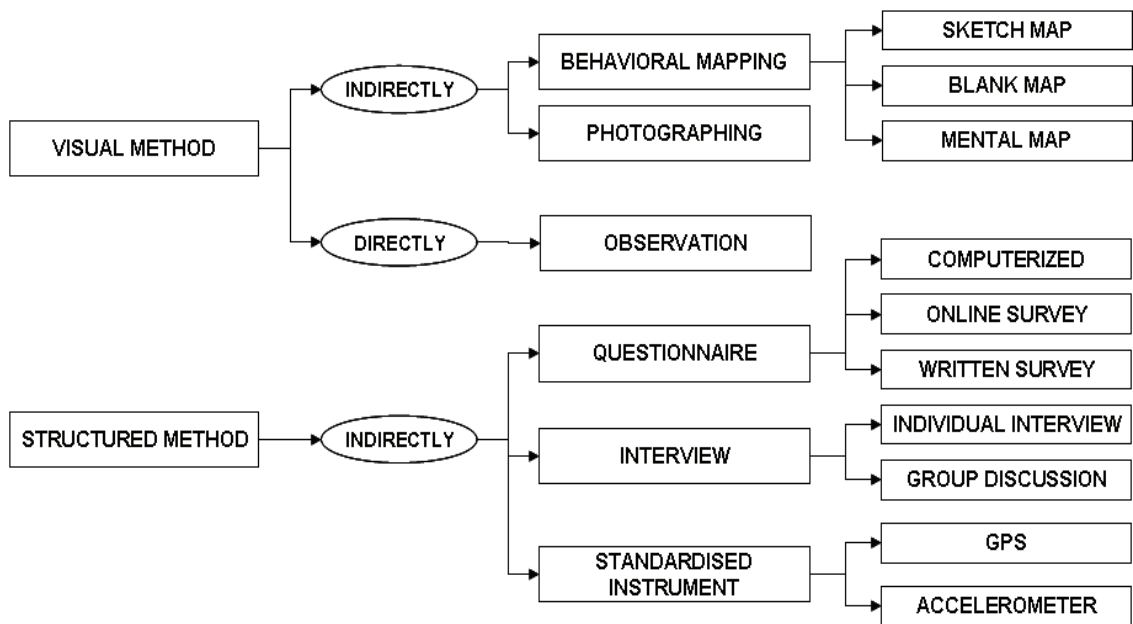 SKETCH MAP
BEHAVIORAL MAPPING
INDIRECTLY
BLANK MAP
PHOTOGRAPHING
MENTAL MAP
VISUAL METHOD
DIRECTLY
OBSERVATION
COMPUTERIZED
ONLINE SURVEY
QUESTIONNAIRE
WRITTEN SURVEY
STRUCTURED METHOD
INDIRECTLY
INDIVIDUAL INTERVIEW
INTERVIEW
GROUP DISCUSSION
GPS
STANDARDISED
INSTRUMENT
ACCELEROMETER